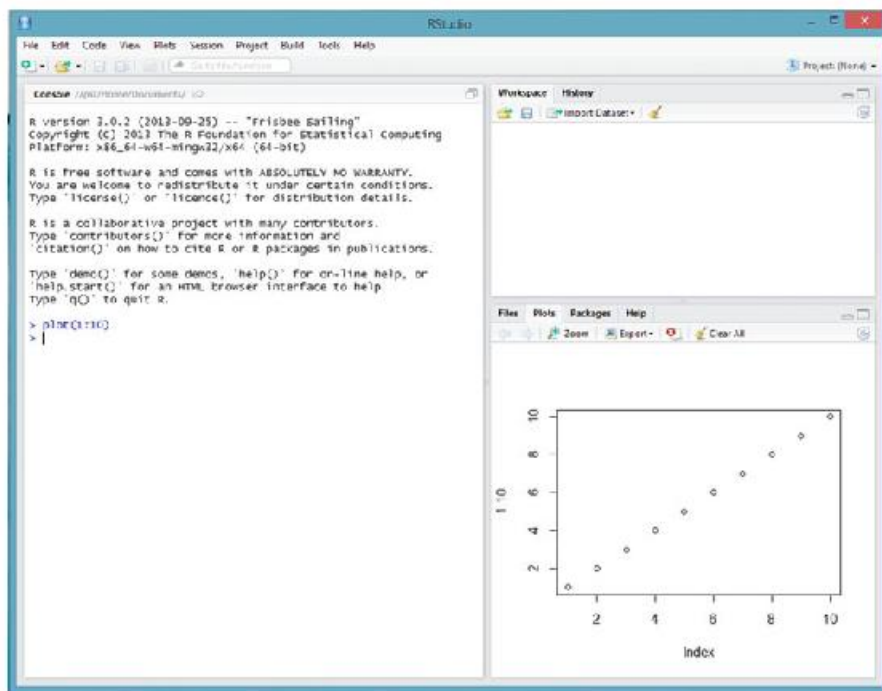 RStudio
File Edit Code View Plots Session Project Build Tools Help
Project: (None)
Console
R version 3.0.2 (2013-09-25) -- "Frisbee Sailing"
Copyright (C) 2013 The R Foundation for Statistical Computing
Platform: x86_64-w64-mingw32/x64 (64-bit)
R is free software and comes with ABSOLUTELY NO WARRANTY.
You are welcome to redistribute it under certain conditions.
Type 'license()' or 'licence()' for distribution details.
R is a collaborative project with many contributors.
Type 'contributors()' for more information and
'citation()' on how to cite R or R packages in publications.
Type 'demo()' for some demos, 'help()' for on-line help, or
'help.start()' for an HTML browser interface to help
Type 'q()' to quit R.
> plot(1:10)
>
Workspace History
Import Dataset
Files Plots Packages Help
Zoom Export Clear All
10
8
6
4
2
1:10
2 4 6 8 10
Index